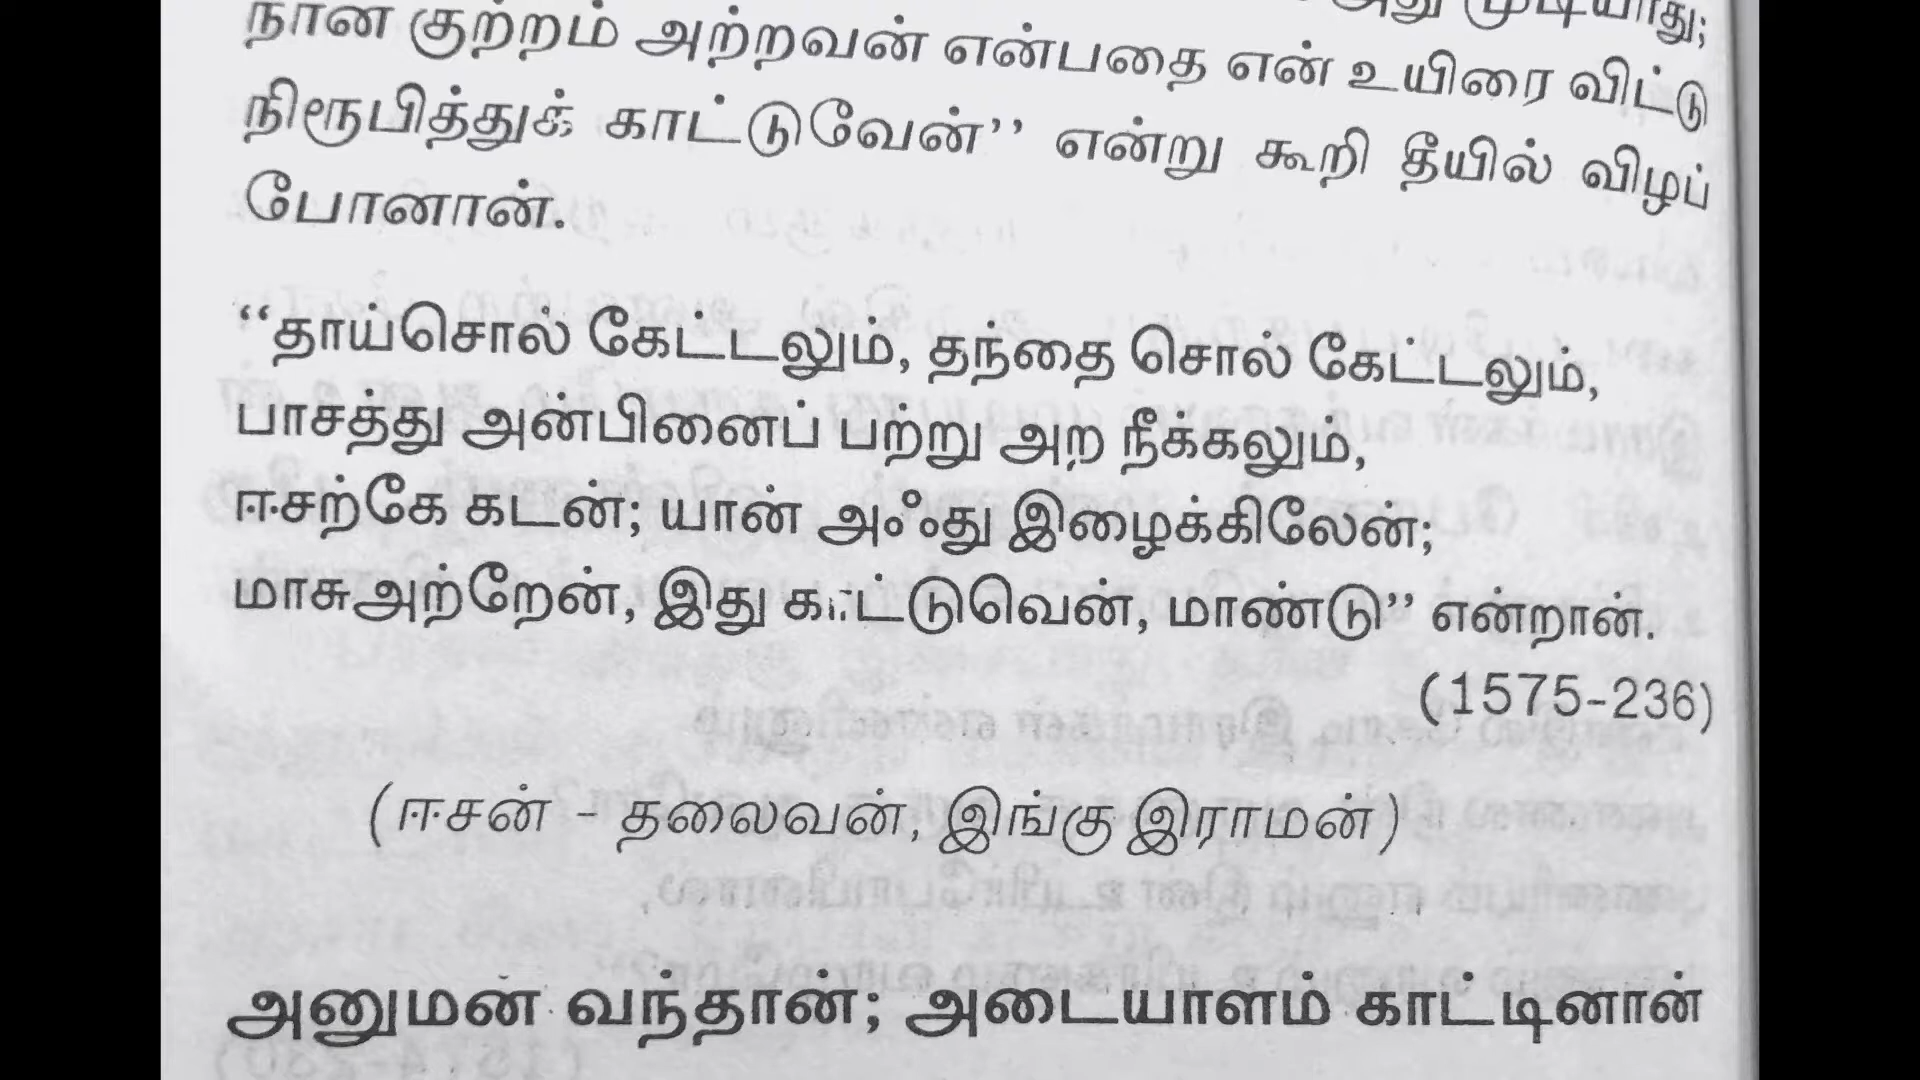 அது முடியாது;
நான குற்றம் அற்றவன் என்பதை என் உயிரை விட்டு
நிரூபித்துக் காட்டுவேன்’’ என்று கூறி தீயில் விழப்
போனான்.
‘‘தாய்சொல் கேட்டலும், தந்தை சொல் கேட்டலும்,
பாசத்து அன்பினைப் பற்று அற நீக்கலும்,
ஈசற்கே கடன்; யான் அஃது இழைக்கிலேன்;
மாசுஅற்றேன், இது காட்டுவென், மாண்டு’’ என்றான்.
(1575-236)
(ஈசன் - தலைவன், இங்கு இராமன்)
அனுமன் வந்தான்; அடையாளம் காட்டினான்